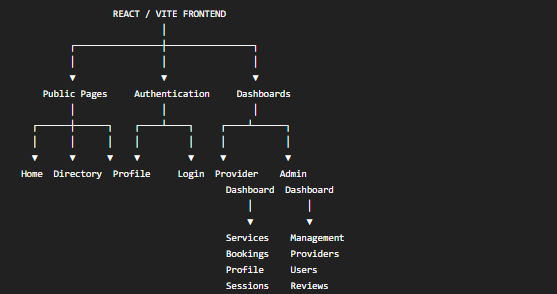 REACT / VITE FRONTEND
Public Pages Authentication Dashboards
Home Directory Profile Login Provider Admin
Dashboard Dashboard
Services Management
Bookings Providers
Profile Users
Sessions Reviews